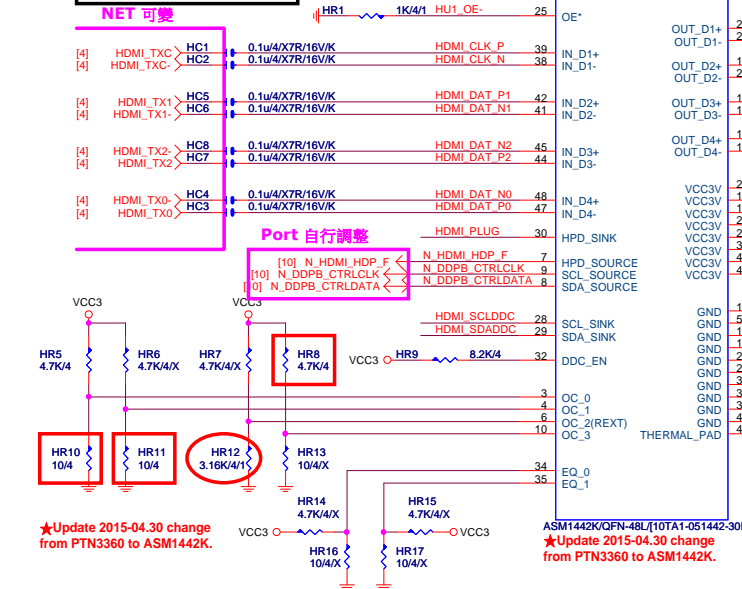 NET 可變
HR1 1K/4/1 HU1_OE- 25 OE*
OUT_D1+
OUT_D1-
[4] HDMI_TXC HC1 0.1u/4/X7R/16V/K HDMI_CLK_P 39 IN_D1+
[4] HDMI_TXC- HC2 0.1u/4/X7R/16V/K HDMI_CLK_N 38 IN_D1-
OUT_D2+
OUT_D2-
[4] HDMI_TX1 HC5 0.1u/4/X7R/16V/K HDMI_DAT_P1 42 IN_D2+
[4] HDMI_TX1- HC6 0.1u/4/X7R/16V/K HDMI_DAT_N1 41 IN_D2-
OUT_D3+
OUT_D3-
[4] HDMI_TX2- HC8 0.1u/4/X7R/16V/K HDMI_DAT_N2 45 IN_D3+
[4] HDMI_TX2 HC7 0.1u/4/X7R/16V/K HDMI_DAT_P2 44 IN_D3-
OUT_D4+
OUT_D4-
[4] HDMI_TX0- HC4 0.1u/4/X7R/16V/K HDMI_DAT_N0 48 IN_D4+
[4] HDMI_TX0 HC3 0.1u/4/X7R/16V/K HDMI_DAT_P0 47 IN_D4-
VCC3V
VCC3V
VCC3V
VCC3V
VCC3V
VCC3V
VCC3V
VCC3V
Port 自行調整
HDMI_PLUG 30 HPD_SINK
[10] N_HDMI_HDP_F N_HDMI_HDP_F 7 HPD_SOURCE
[10] N_DDPB_CTRLCLK N_DDPB_CTRLCLK 9 SCL_SOURCE
[10] N_DDPB_CTRLDATA N_DDPB_CTRLDATA 8 SDA_SOURCE
VCC3 VCC3
HDMI_SCLDDC 28 SCL_SINK
HDMI_SDADDC 29 SDA_SINK
GND
GND
GND
GND
GND
GND
GND
GND
GND
GND
THERMAL_PAD
HR5 4.7K/4
HR6 4.7K/4/X
HR7 4.7K/4/X
HR8 4.7K/4
VCC3 HR9 8.2K/4 32 DDC_EN
3 OC_0
4 OC_1
6 OC_2(REXT)
10 OC_3
HR10 10/4
HR11 10/4
HR12 3.16K/4/1
HR13 10/4/X
34 EQ_0
35 EQ_1
HR14 4.7K/4/X
HR15 4.7K/4/X
VCC3 VCC3
HR16 10/4/X
HR17 10/4/X
★Update 2015-04.30 change
from PTN3360 to ASM1442K.
ASM1442K/QFN-48L/[10TA1-051442-30
★Update 2015-04.30 change
from PTN3360 to ASM1442K.